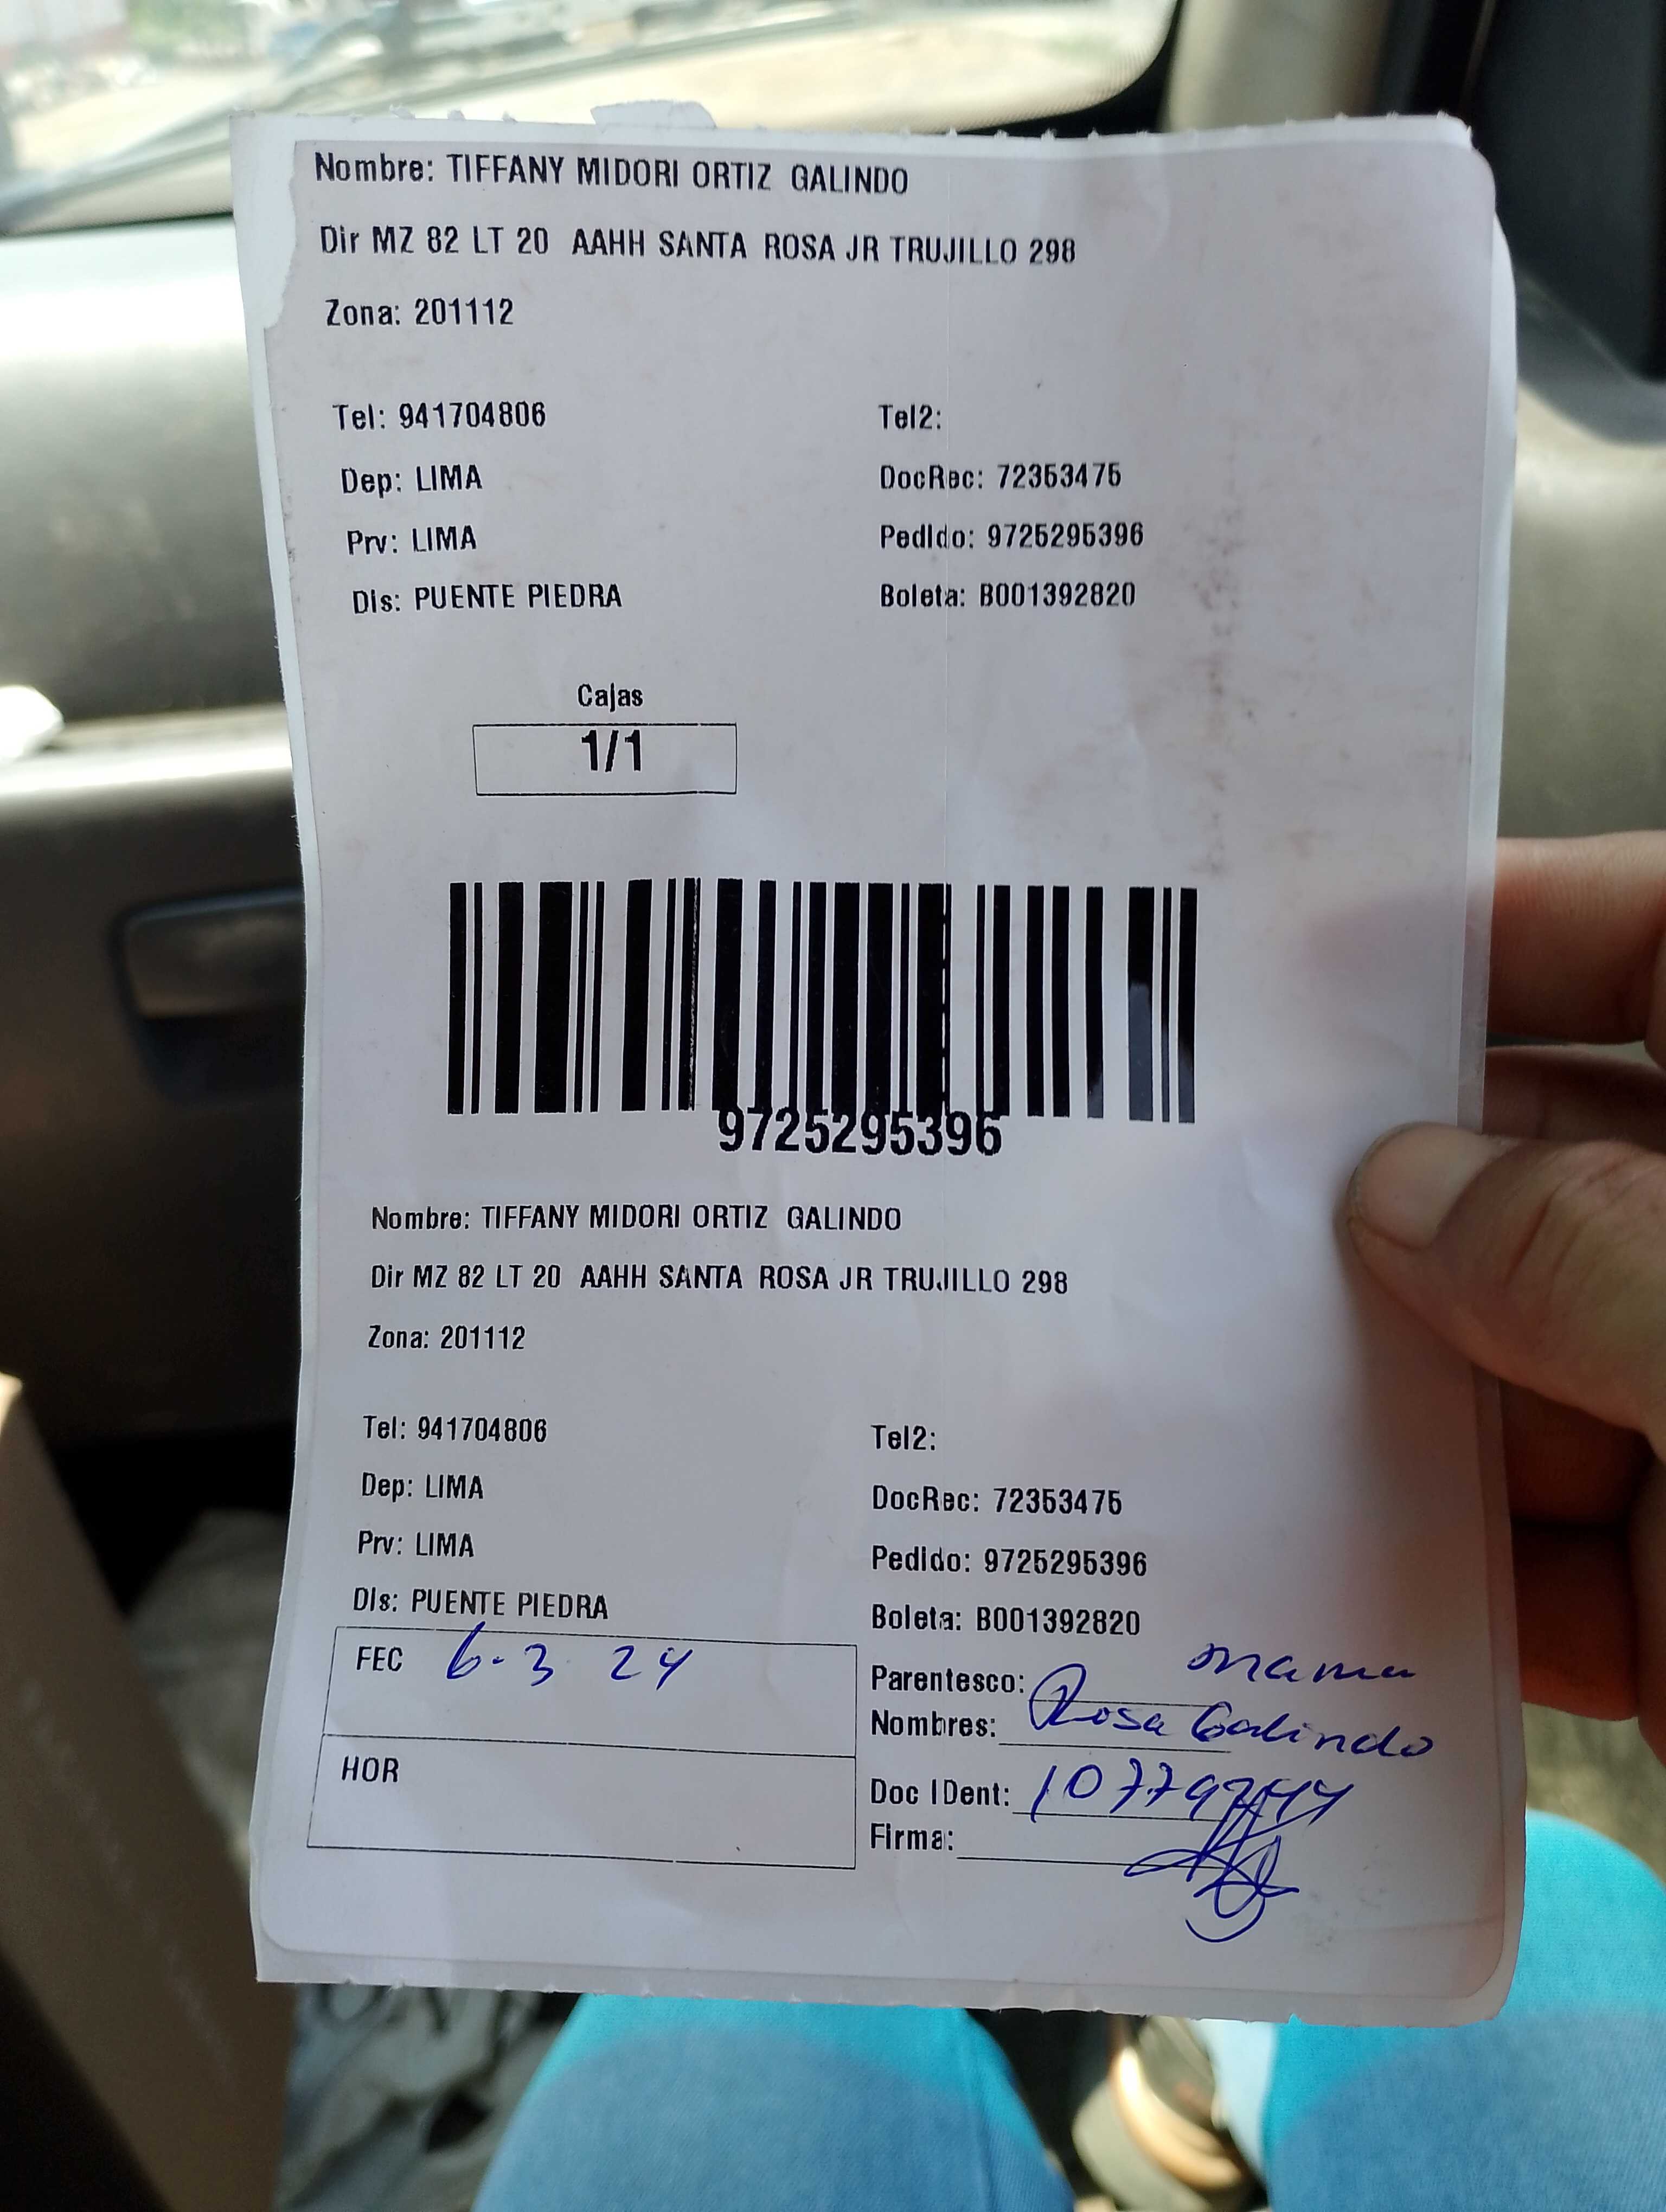 Nombre: TIFFANY MIDORI ORTIZ GALINDO
Dir MZ 82 LT 20 AAHH SANTA ROSA JR TRUJILLO 298
Zona: 201112
Tel: 941704806 Tel2:
Dep: LIMA DocRec: 72353475
Prv: LIMA Pedido: 9725295396
Dis: PUENTE PIEDRA Boleta: B001392820
Cajas
1/1
9725295396
Nombre: TIFFANY MIDORI ORTIZ GALINDO
Dir MZ 82 LT 20 AAHH SANTA ROSA JR TRUJILLO 298
Zona: 201112
Tel: 941704806 Tel2:
Dep: LIMA DocRec: 72353475
Prv: LIMA Pedido: 9725295396
Dis: PUENTE PIEDRA Boleta: B001392820
FEC 6-3 24
HOR
Parentesco: mama
Nombres: Rosa Galindo
Doc IDent:
Firma: